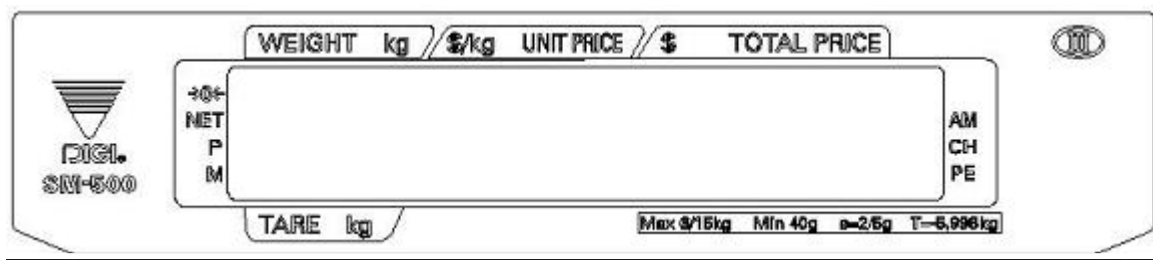 WEIGHT kg $/kg UNIT PRICE $ TOTAL PRICE
→0←
NET
P
M
AM
CH
PE
DIGI.
SM-500
TARE kg
Max 6/15kg Min 40g e=2/5g T=-5,998kg